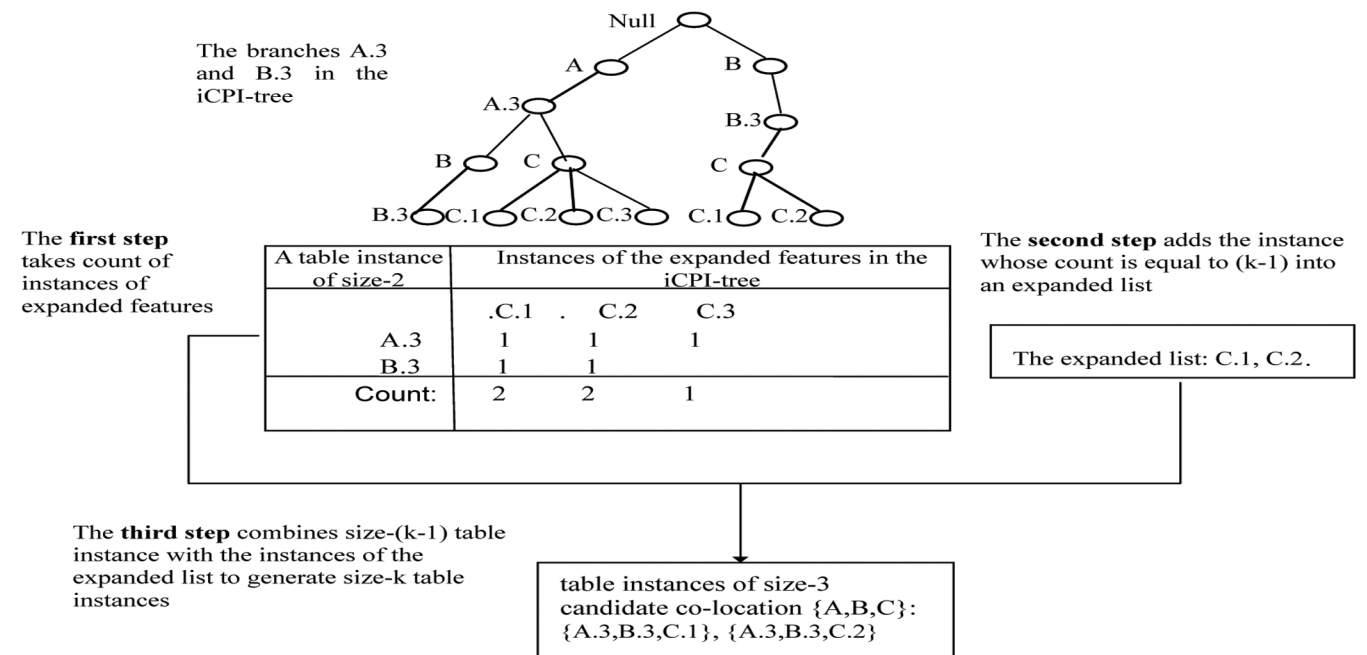 Null
The branches A.3
and B.3 in the
iCPI-tree
A B
A.3
B.3
B C C
B.3 C.1 C.2 C.3 C.1 C.2
The first step
takes count of
instances of
expanded features
A table instance
of size-2
Instances of the expanded features in the
iCPI-tree
.C.1 . C.2 C.3
A.3 1 1 1
B.3 1 1
Count: 2 2 1
The second step adds the instance
whose count is equal to (k-1) into
an expanded list
The expanded list: C.1, C.2.
The third step combines size-(k-1) table
instance with the instances of the
expanded list to generate size-k table
instances
table instances of size-3
candidate co-location {A,B,C}:
{A.3,B.3,C.1}, {A.3,B.3,C.2}